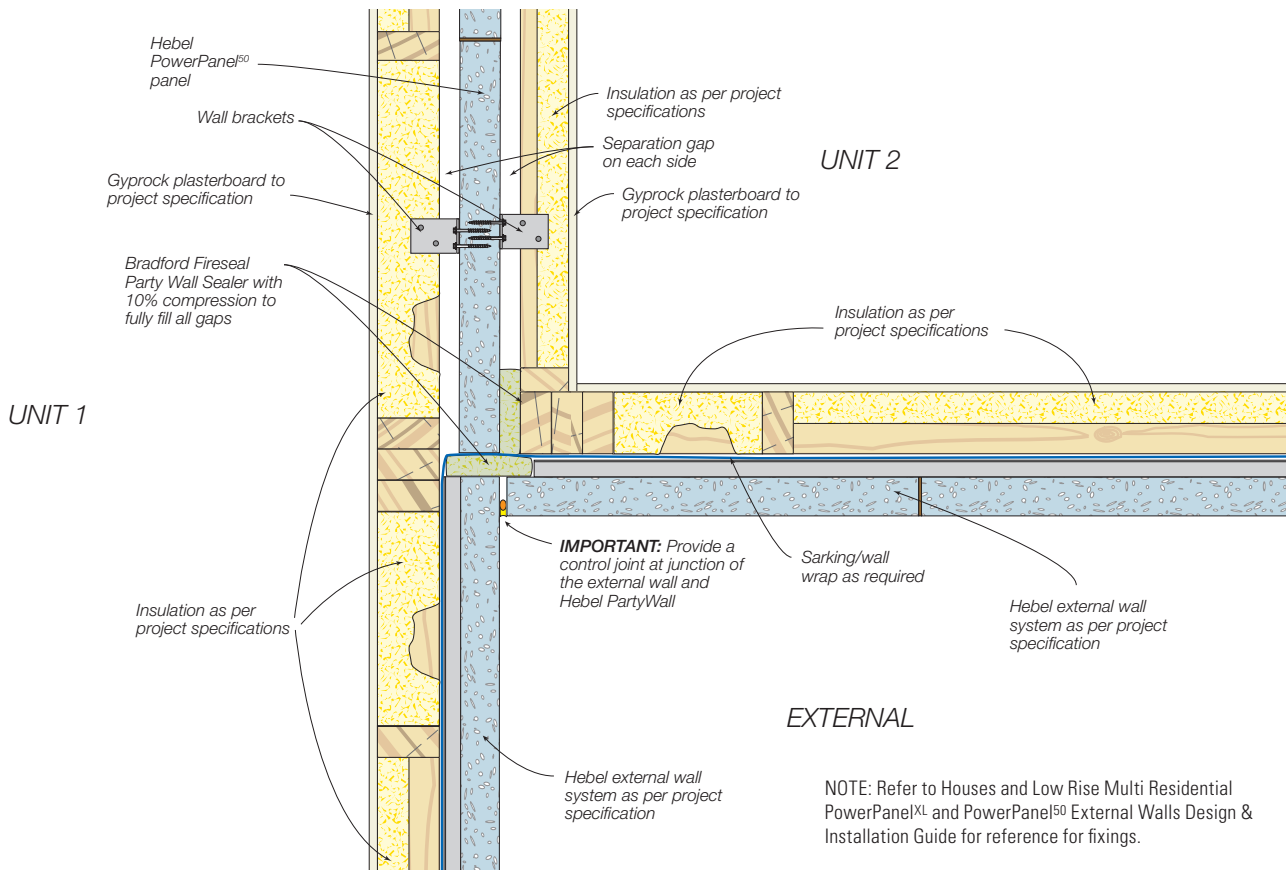 Hebel
PowerPanel⁵⁰
panel
Wall brackets
Gyprock plasterboard to
project specification
Bradford Fireseal
Party Wall Sealer with
10% compression to
fully fill all gaps
Insulation as per project
specifications
Separation gap
on each side
Gyprock plasterboard to
project specification
UNIT 2
Insulation as per
project specifications
UNIT 1
IMPORTANT: Provide a
control joint at junction of
the external wall and
Hebel PartyWall
Sarking/wall
wrap as required
Hebel external wall
system as per project
specification
Insulation as per
project specifications
EXTERNAL
Hebel external wall
system as per project
specification
NOTE: Refer to Houses and Low Rise Multi Residential
PowerPanelXL and PowerPanel⁵⁰ External Walls Design &
Installation Guide for reference for fixings.